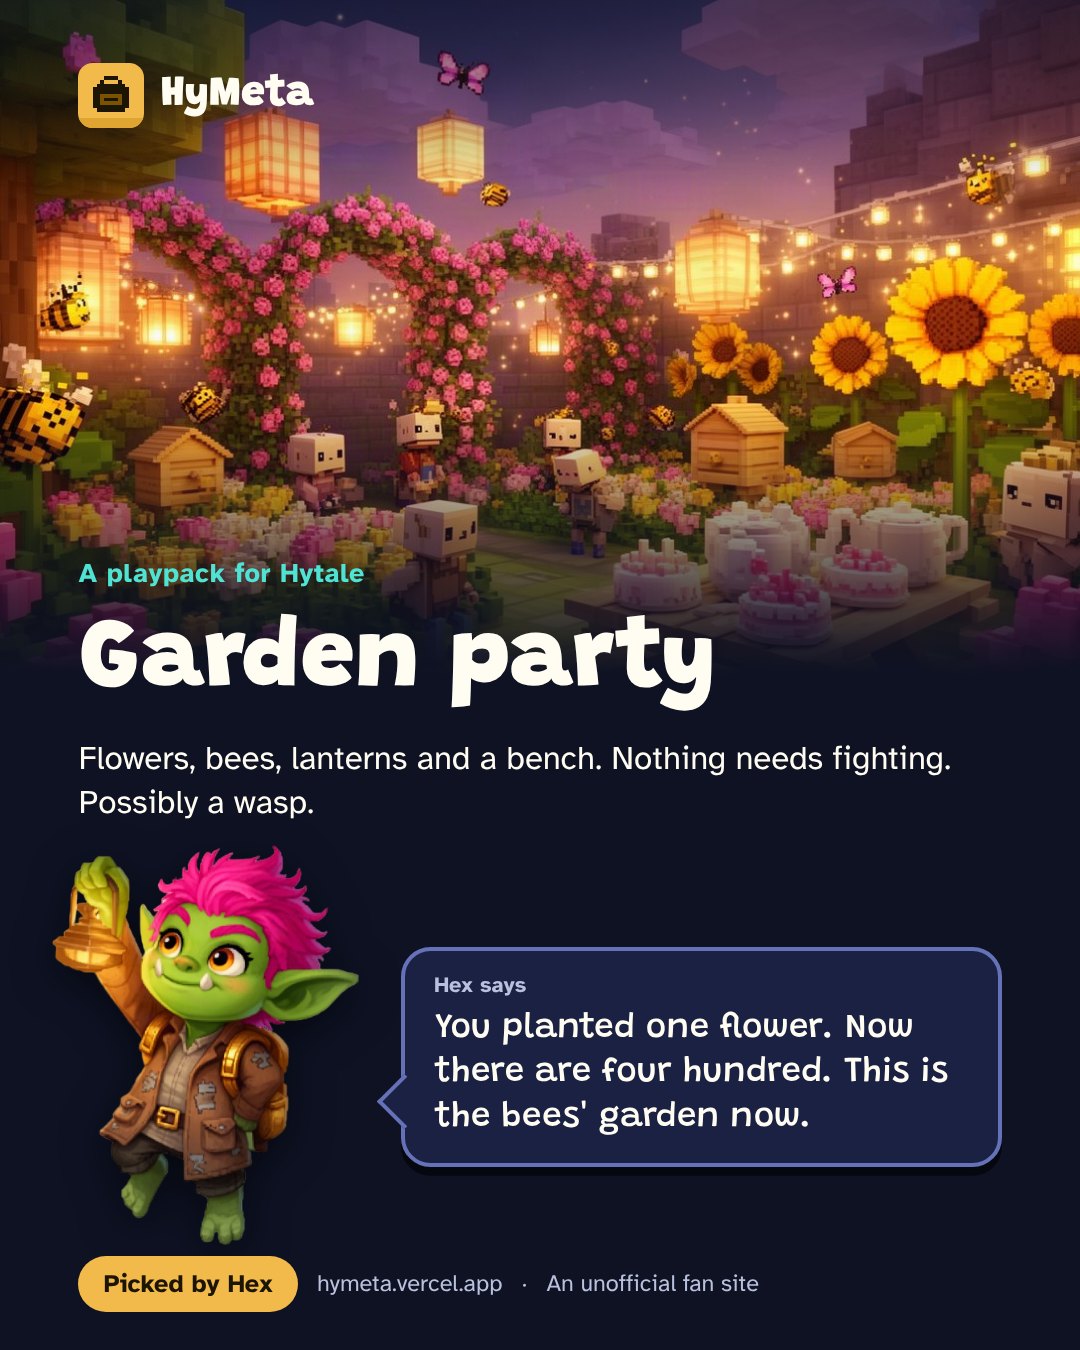 HyMeta
A playpack for Hytale
Garden party
Flowers, bees, lanterns and a bench. Nothing needs fighting.
Possibly a wasp.
Hex says
You planted one flower. Now
there are four hundred. This is
the bees' garden now.
Picked by Hex
hymeta.vercel.app · An unofficial fan site